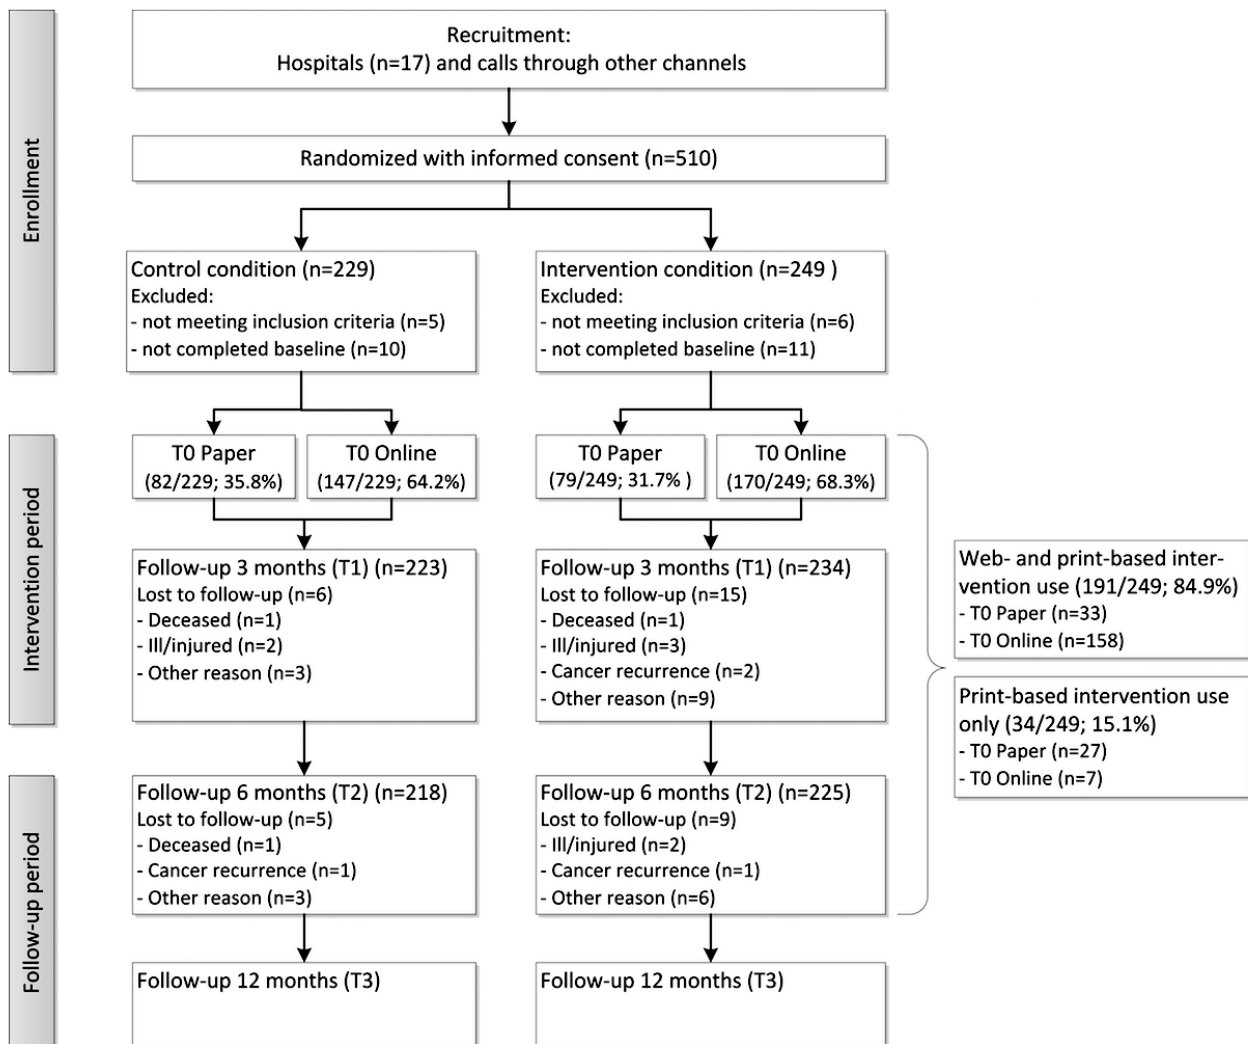 Enrollment
Recruitment:
Hospitals (n=17) and calls through other channels
Randomized with informed consent (n=510)
Control condition (n=229)
Excluded:
- not meeting inclusion criteria (n=5)
- not completed baseline (n=10)
Intervention condition (n=249 )
Excluded:
- not meeting inclusion criteria (n=6)
- not completed baseline (n=11)
Intervention period
T0 Paper
(82/229; 35.8%)
T0 Online
(147/229; 64.2%)
T0 Paper
(79/249; 31.7% )
T0 Online
(170/249; 68.3%)
Follow-up 3 months (T1) (n=223)
Lost to follow-up (n=6)
- Deceased (n=1)
- Ill/injured (n=2)
- Other reason (n=3)
Follow-up 3 months (T1) (n=234)
Lost to follow-up (n=15)
- Deceased (n=1)
- Ill/injured (n=3)
- Cancer recurrence (n=2)
- Other reason (n=9)
Web- and print-based inter-
vention use (191/249; 84.9%)
- T0 Paper (n=33)
- T0 Online (n=158)
Print-based intervention use
only (34/249; 15.1%)
- T0 Paper (n=27)
- T0 Online (n=7)
Follow-up period
Follow-up 6 months (T2) (n=218)
Lost to follow-up (n=5)
- Deceased (n=1)
- Cancer recurrence (n=1)
- Other reason (n=3)
Follow-up 6 months (T2) (n=225)
Lost to follow-up (n=9)
- Ill/injured (n=2)
- Cancer recurrence (n=1)
- Other reason (n=6)
Follow-up 12 months (T3)
Follow-up 12 months (T3)